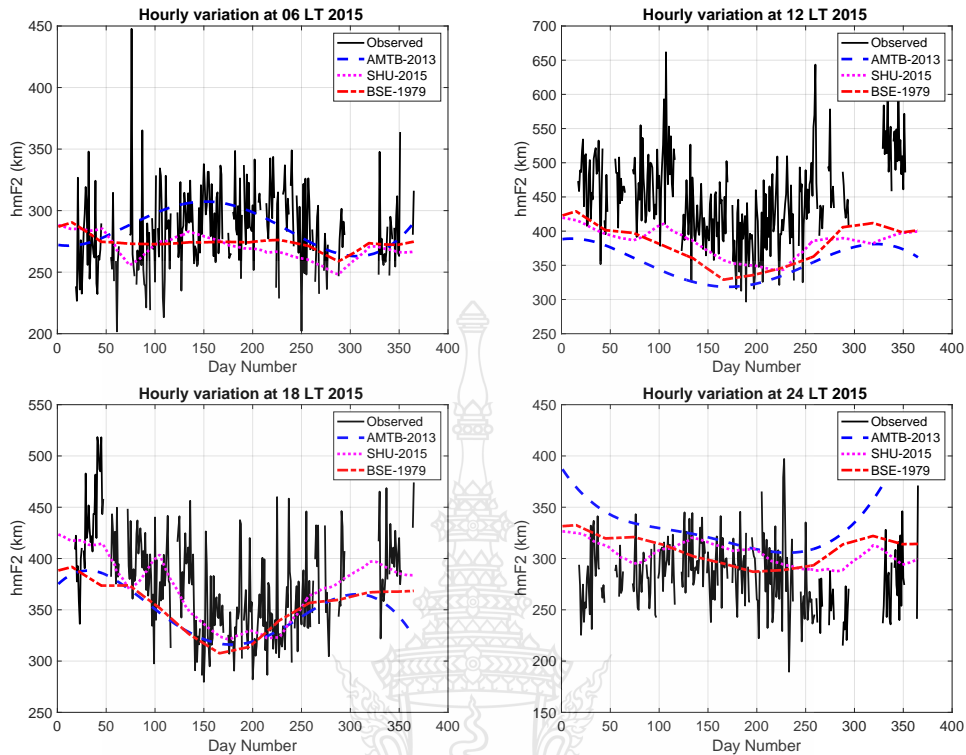 Hourly variation at 06 LT 2015
hmF2 (km)
450
400
350
300
250
200
Observed
AMTB-2013
SHU-2015
BSE-1979
0 50 100 150 200 250 300 350 400
Day Number
Hourly variation at 12 LT 2015
hmF2 (km)
700
650
600
550
500
450
400
350
300
250
Observed
AMTB-2013
SHU-2015
BSE-1979
0 50 100 150 200 250 300 350 400
Day Number
Hourly variation at 18 LT 2015
hmF2 (km)
550
500
450
400
350
300
250
Observed
AMTB-2013
SHU-2015
BSE-1979
0 50 100 150 200 250 300 350 400
Day Number
Hourly variation at 24 LT 2015
hmF2 (km)
450
400
350
300
250
200
150
Observed
AMTB-2013
SHU-2015
BSE-1979
0 50 100 150 200 250 300 350 400
Day Number